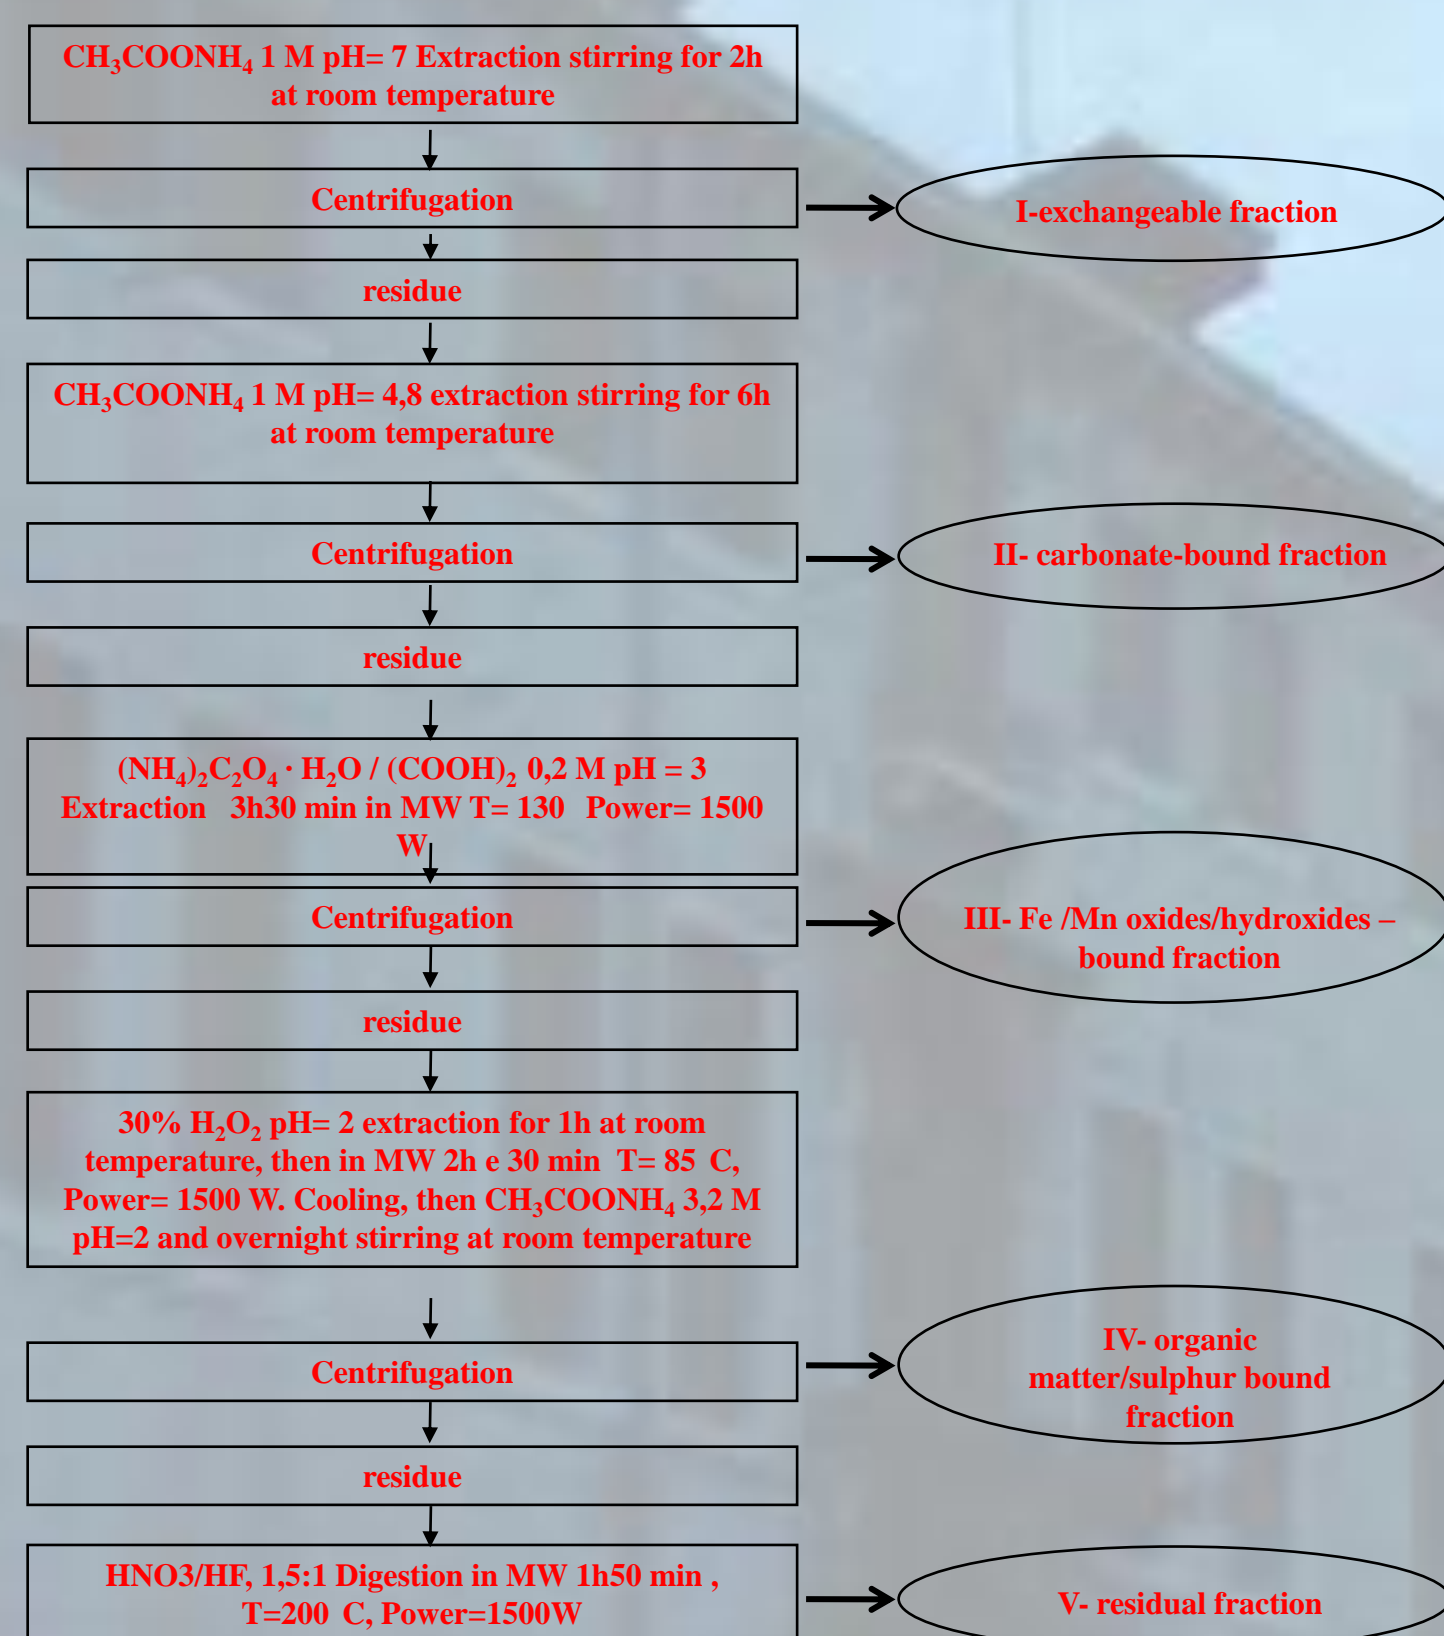 CH₃COONH₄ 1 M pH= 7 Extraction stirring for 2h
at room temperature
Centrifugation
I-exchangeable fraction
residue
CH₃COONH₄ 1 M pH= 4,8 extraction stirring for 6h
at room temperature
Centrifugation
II- carbonate-bound fraction
residue
(NH₄)₂C₂O₄ · H₂O / (COOH)₂ 0,2 M pH = 3
Extraction 3h30 min in MW T= 130 Power= 1500
W
Centrifugation
III- Fe /Mn oxides/hydroxides –
bound fraction
residue
30% H₂O₂ pH= 2 extraction for 1h at room
temperature, then in MW 2h e 30 min T= 85 C,
Power= 1500 W. Cooling, then CH₃COONH₄ 3,2 M
pH=2 and overnight stirring at room temperature
Centrifugation
IV- organic
matter/sulphur bound
fraction
residue
HNO3/HF, 1,5:1 Digestion in MW 1h50 min ,
T=200 C, Power=1500W
V- residual fraction